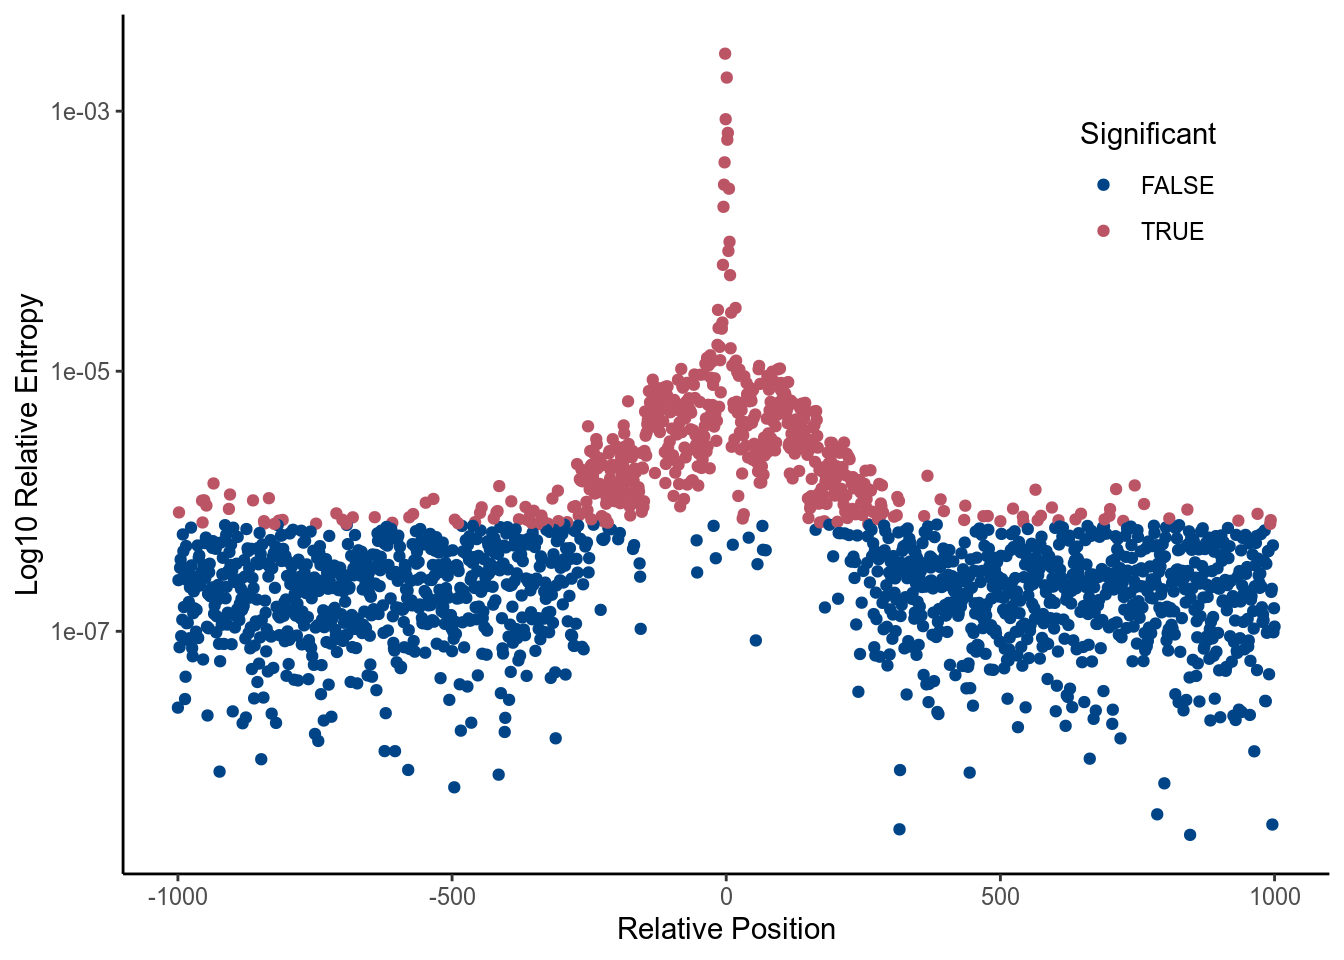 Log10 Relative Entropy
1e-03
1e-05
1e-07
Significant
FALSE
TRUE
-1000
-500
0
500
1000
Relative Position